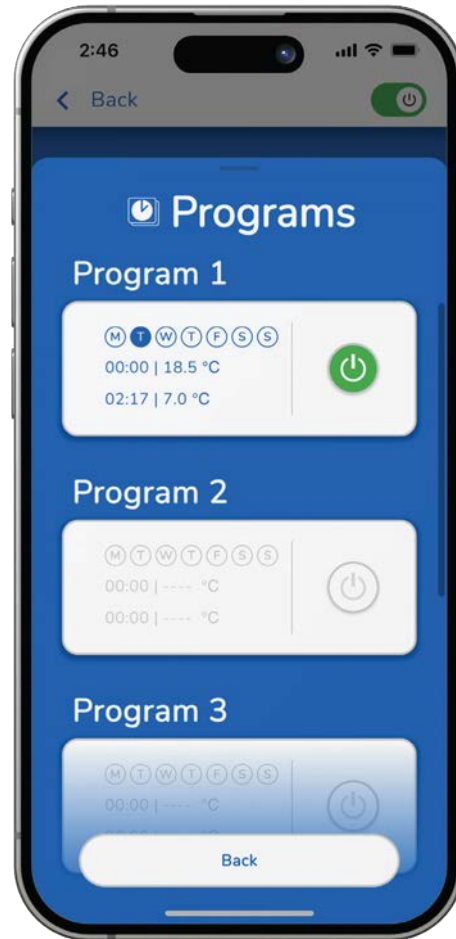 2:46
Back
Programs
Program 1
M T W T F S S
00:00 | 18.5 °C
02:17 | 7.0 °C
Program 2
M T W T F S S
00:00 | ---- °C
00:00 | ---- °C
Program 3
M T W T F S S
00:00 | ---- °C
Back